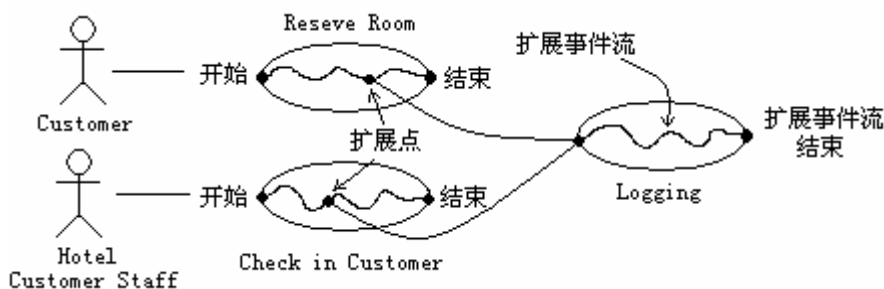 Reseve Room
扩展事件流
开始
结束
Customer
扩展点
扩展事件流
结束
开始
结束
Logging
Hotel
Customer Staff
Check in Customer